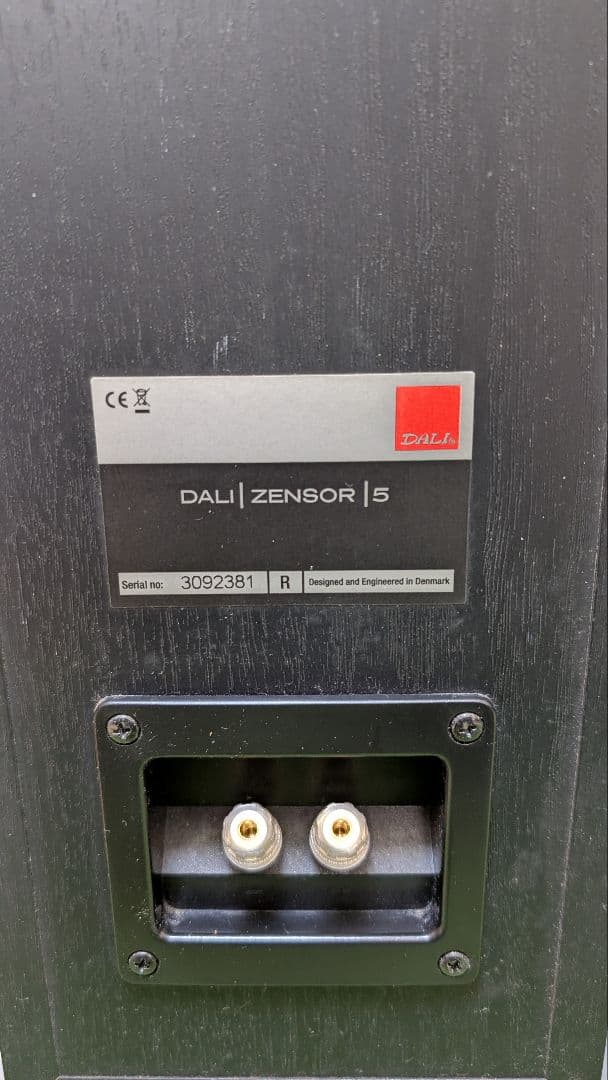 CE
DALI
DALI|ZENSOR|5
Serial no: 3092381 R Designed and Engineered in Denmark